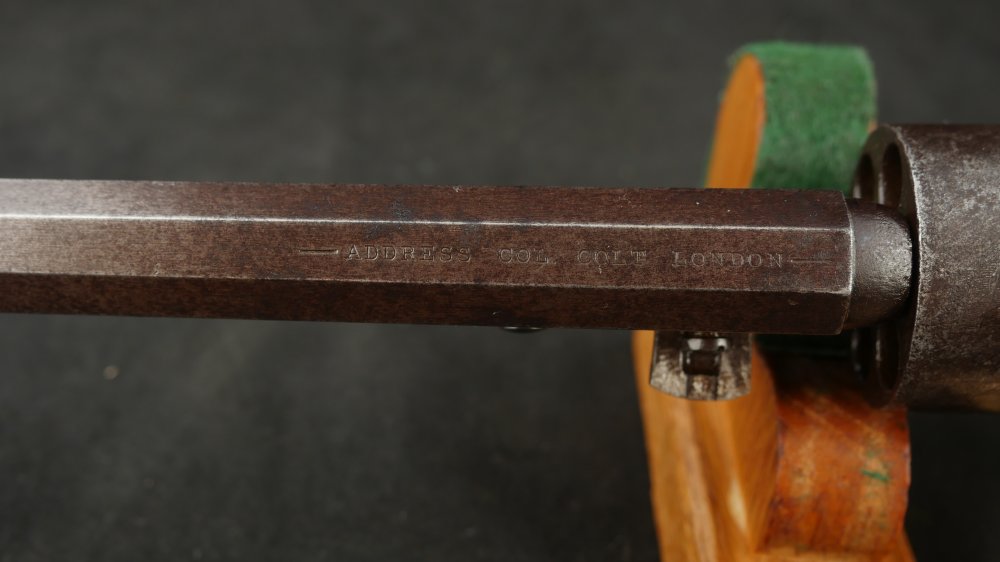 — ADDRESS COL. COLT LONDON —